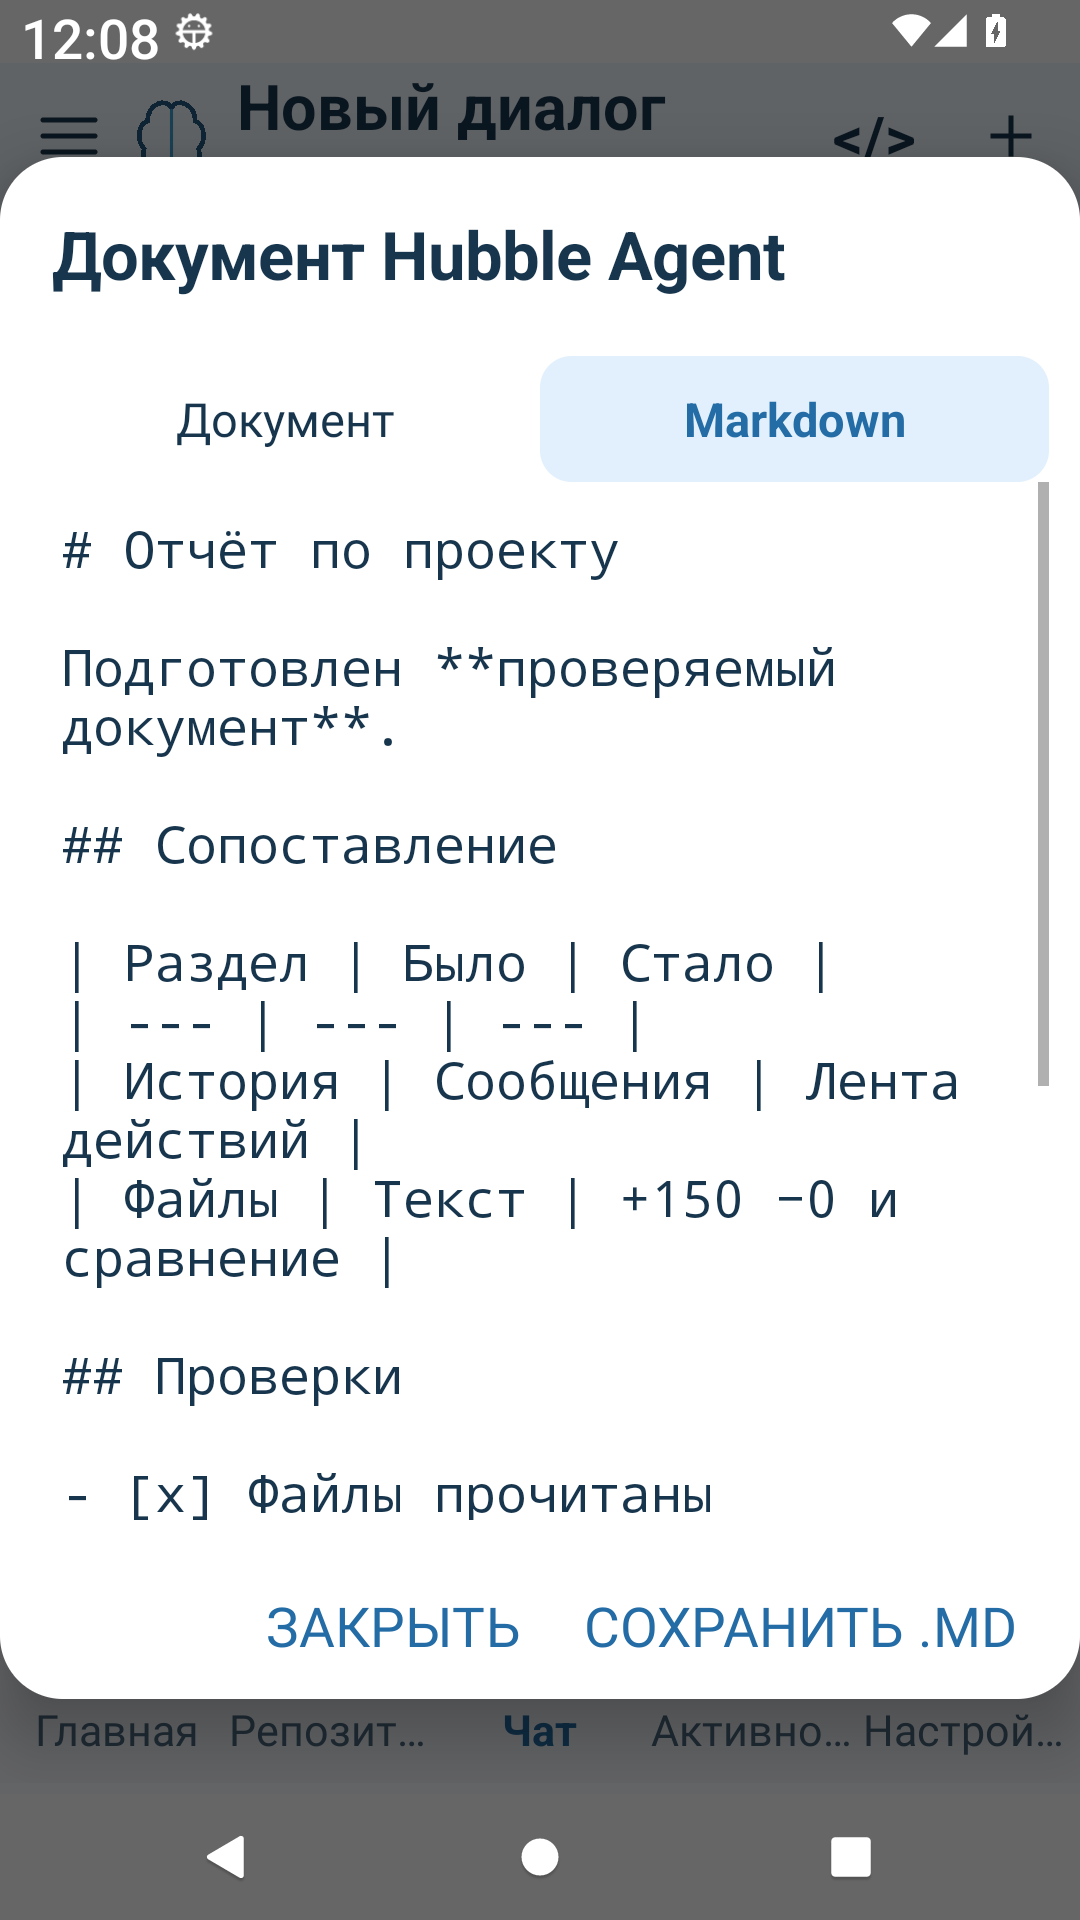 12:08
Новый диалог
</> +
Документ Hubble Agent
Документ Markdown
# Отчёт по проекту
Подготовлен **проверяемый
документ**.
## Сопоставление
| Раздел | Было | Стало |
| --- | --- | --- |
| История | Сообщения | Лента
действий |
| Файлы | Текст | +150 −0 и
сравнение |
## Проверки
- [x] Файлы прочитаны
ЗАКРЫТЬ СОХРАНИТЬ .MD
Главная Репозит... Чат Активно... Настрой...